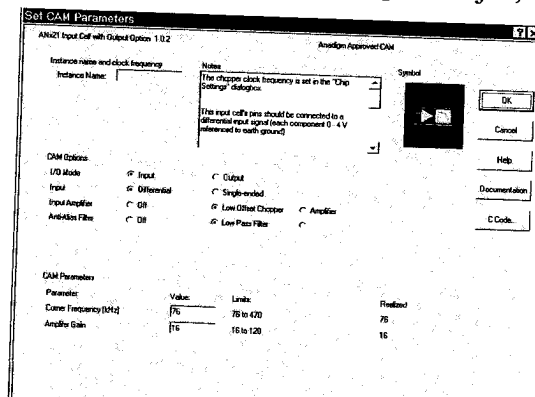 Set CAM Parameters
ANx21 Input Cell with Output Option 1.0.2
Anadigm Approved CAM
Instance name and clock frequency
Instance Name:
Notes
The chopper clock frequency is set in the "Chip
Settings" dialogbox.
This input cell's pins should be connected to a
differential input signal (each component 0 - 4 V
referenced to earth ground)
Symbol
OK
Cancel
Help
Documentation
C Code...
CAM Options
I/O Mode Input Output
Input Differential Single-ended
Input Amplifier Off Low Offset Chopper Amplifier
Anti-Alias Filter Off Low Pass Filter
CAM Parameters
Parameter Value: Limits: Realized
Corner Frequency [kHz] 76 76 to 470 76
Amplifier Gain 16 16 to 120 16